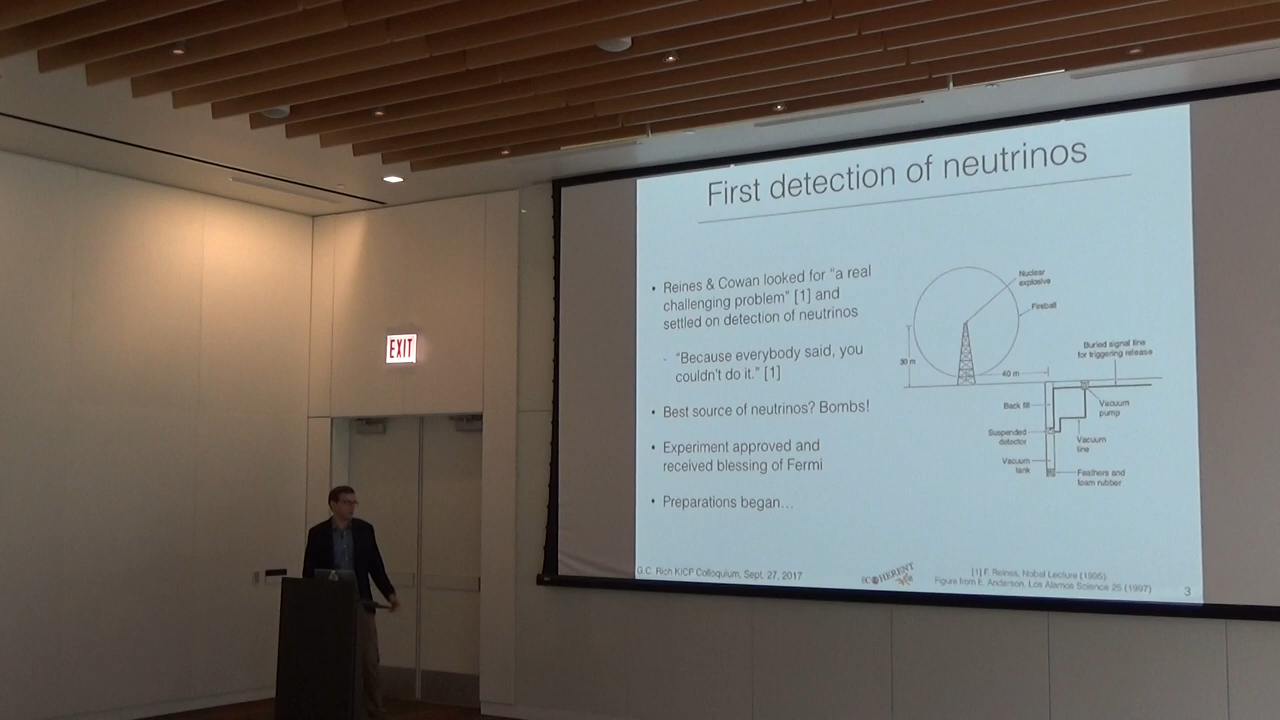 EXIT
First detection of neutrinos
• Reines & Cowan looked for “a real
challenging problem” [1] and
settled on detection of neutrinos
- “Because everybody said, you
couldn't do it.” [1]
• Best source of neutrinos? Bombs!
• Experiment approved and
received blessing of Fermi
• Preparations began…
Nuclear
explosive
Fireball
30 m
40 m
Buried signal line
for triggering release
Back fill
Vacuum
pump
Suspended
detector
Vacuum
line
Vacuum
tank
Feathers and
foam rubber
G.C. Rich KICP Colloquium, Sept. 27, 2017
COHERENT
[1] F. Reines, Nobel Lecture (1995).
Figure from E. Anderson. Los Alamos Science 25 (1997)
3